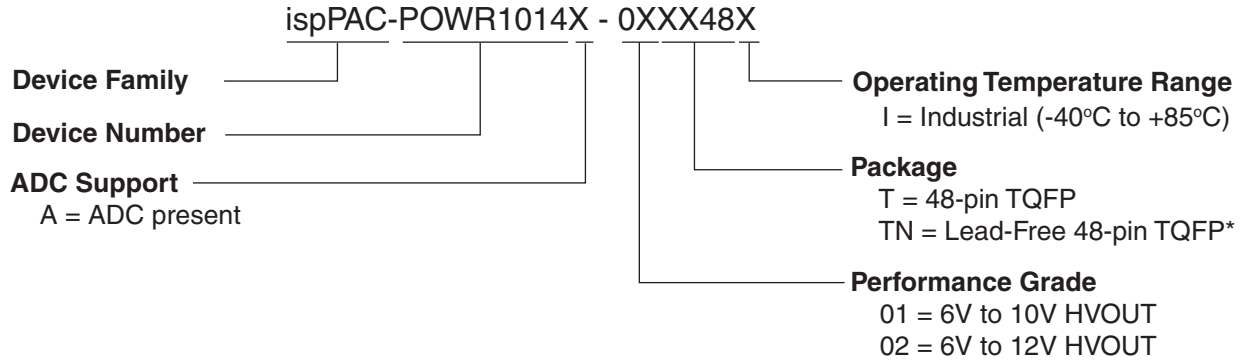 ispPAC-POWR1014X - 0XXX48X
Device Family
Device Number
ADC Support
A = ADC present
Operating Temperature Range
I = Industrial (-40°C to +85°C)
Package
T = 48-pin TQFP
TN = Lead-Free 48-pin TQFP*
Performance Grade
01 = 6V to 10V HVOUT
02 = 6V to 12V HVOUT